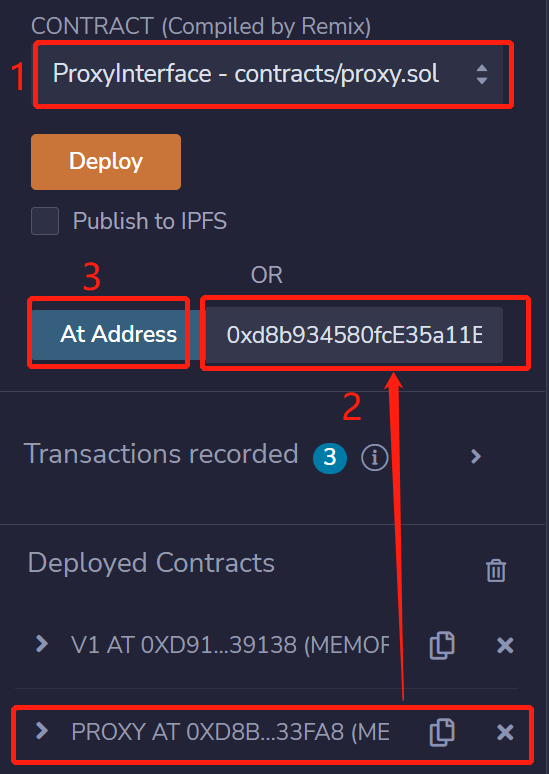 CONTRACT (Compiled by Remix)
1 ProxyInterface - contracts/proxy.sol
Deploy
Publish to IPFS
3 OR
At Address 0xd8b934580fcE35a11E
2
Transactions recorded 3 i
Deployed Contracts
V1 AT 0XD91...39138 (MEMOR
PROXY AT 0XD8B...33FA8 (ME